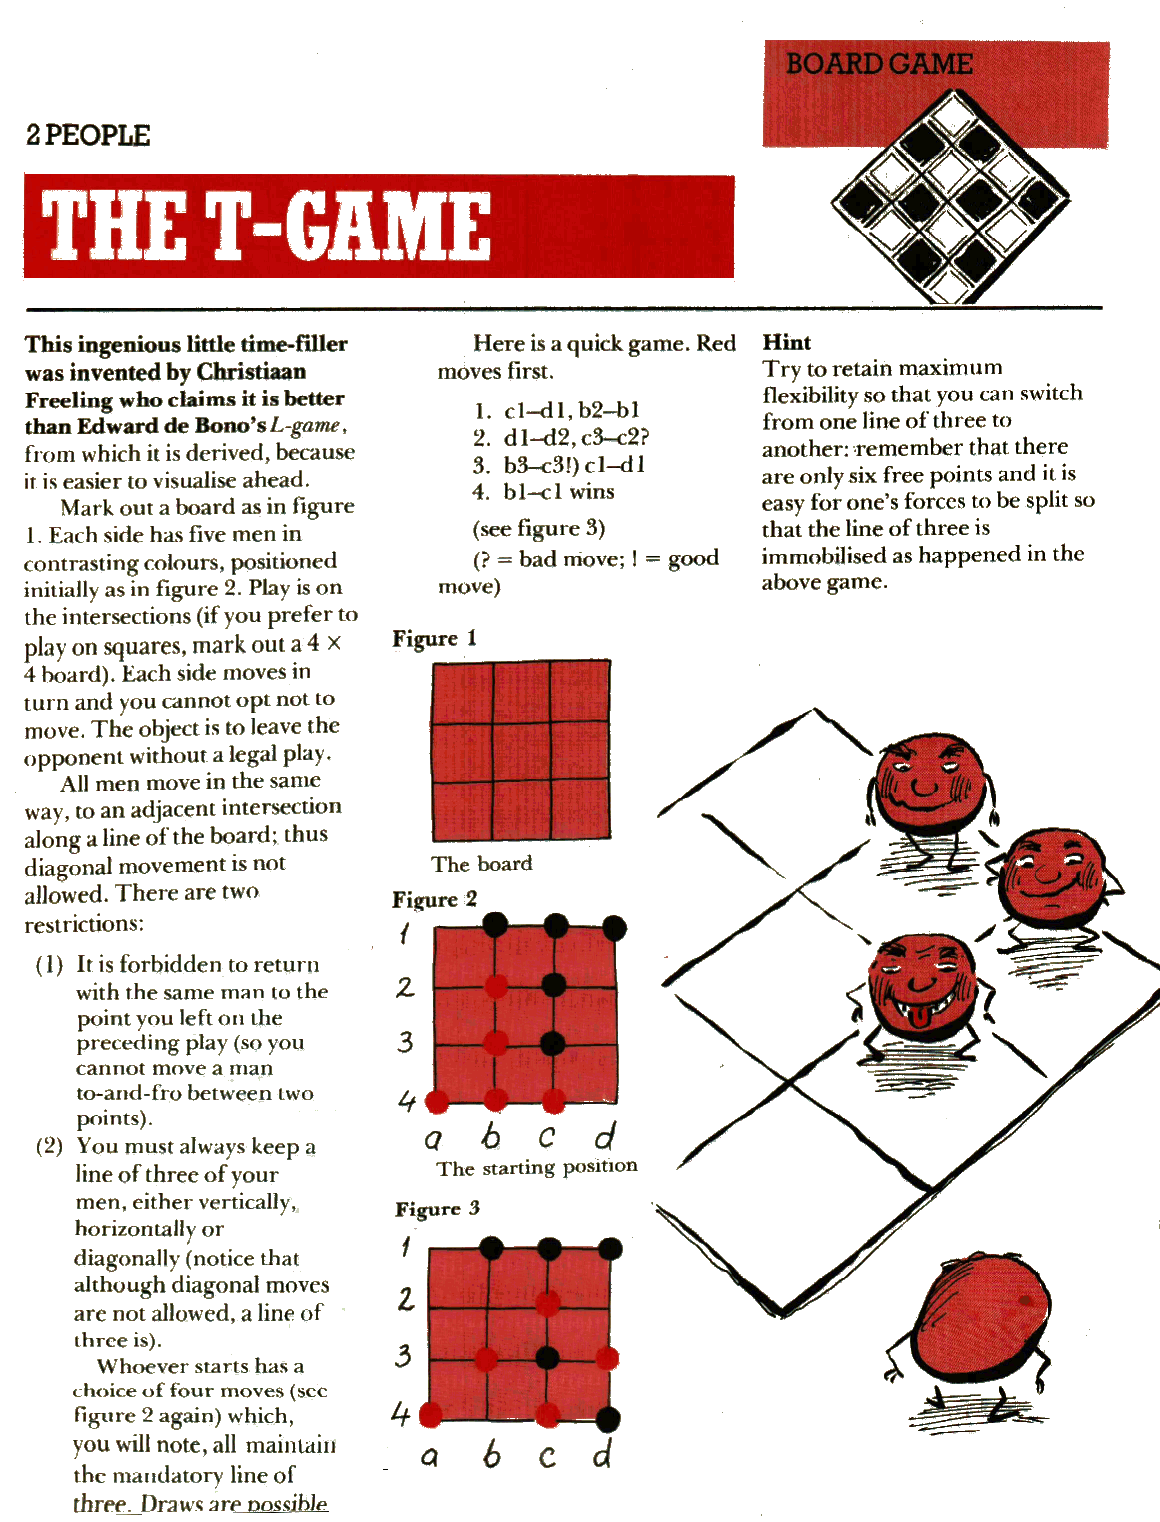 BOARD GAME
2 PEOPLE
THE T-GAME
This ingenious little time-filler
was invented by Christiaan
Freeling who claims it is better
than Edward de Bono's L-game,
from which it is derived, because
it is easier to visualise ahead.
Mark out a board as in figure
1. Each side has five men in
contrasting colours, positioned
initially as in figure 2. Play is on
the intersections (if you prefer to
play on squares, mark out a 4 ×
4 board). Each side moves in
turn and you cannot opt not to
move. The object is to leave the
opponent without a legal play.
All men move in the same
way, to an adjacent intersection
along a line of the board; thus
diagonal movement is not
allowed. There are two
restrictions:
(1) It is forbidden to return
with the same man to the
point you left on the
preceding play (so you
cannot move a man
to-and-fro between two
points).
(2) You must always keep a
line of three of your
men, either vertically,
horizontally or
diagonally (notice that
although diagonal moves
are not allowed, a line of
three is).
Whoever starts has a
choice of four moves (see
figure 2 again) which,
you will note, all maintain
the mandatory line of
three. Draws are possible
Here is a quick game. Red
moves first.
1. c1–d1, b2–b1
2. d1–d2, c3–c2?
3. b3–c3!) c1–d1
4. b1–c1 wins
(see figure 3)
(? = bad move; ! = good
move)
Figure 1
The board
Figure 2
1
2
3
4
a b c d
The starting position
Figure 3
1
2
3
4
a b c d
Hint
Try to retain maximum
flexibility so that you can switch
from one line of three to
another: remember that there
are only six free points and it is
easy for one's forces to be split so
that the line of three is
immobilised as happened in the
above game.